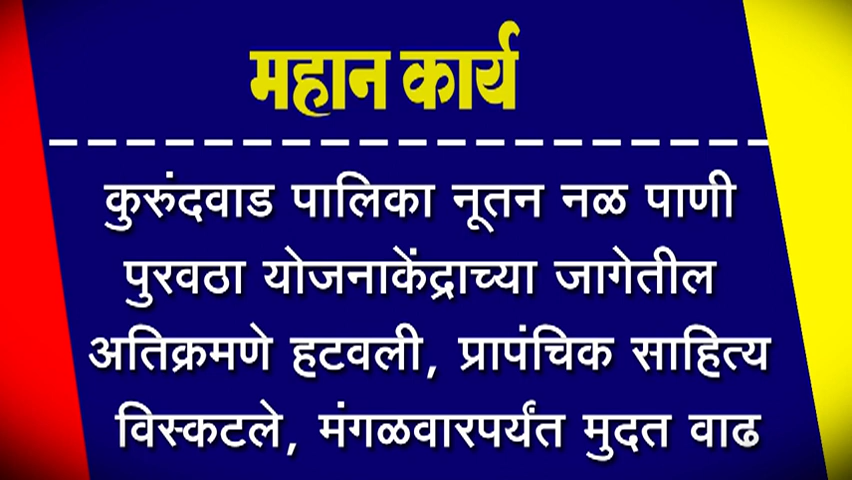 महान कार्य
कुरुंदवाड पालिका नूतन नळ पाणी
पुरवठा योजनाकेंद्राच्या जागेतील
अतिक्रमणे हटवली, प्रापंचिक साहित्य
विस्कटले, मंगळवारपर्यंत मुदत वाढ